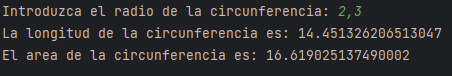 Introduzca el radio de la circunferencia: 2,3
La longitud de la circunferencia es: 14.451326206513047
El area de la circunferencia es: 16.619025137490002